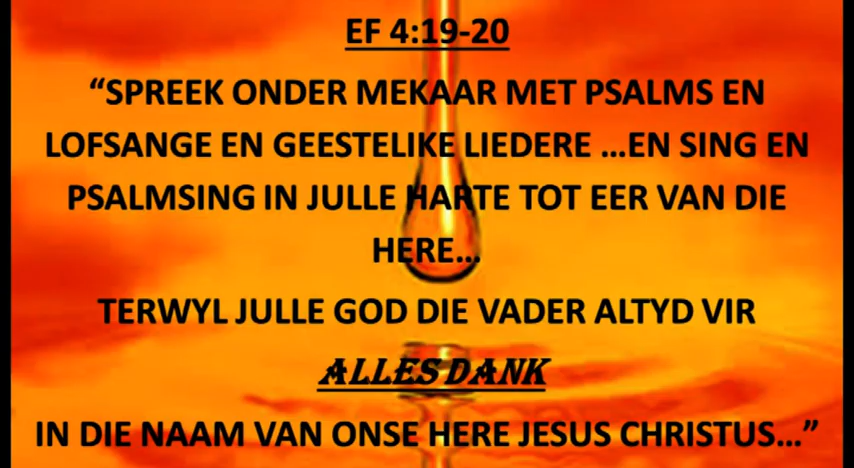 EF 4:19-20
“SPREEK ONDER MEKAAR MET PSALMS EN
LOFSANGE EN GEESTELIKE LIEDERE …EN SING EN
PSALMSING IN JULLE HARTE TOT EER VAN DIE
HERE…
TERWYL JULLE GOD DIE VADER ALTYD VIR
ALLES DANK
IN DIE NAAM VAN ONSE HERE JESUS CHRISTUS…”